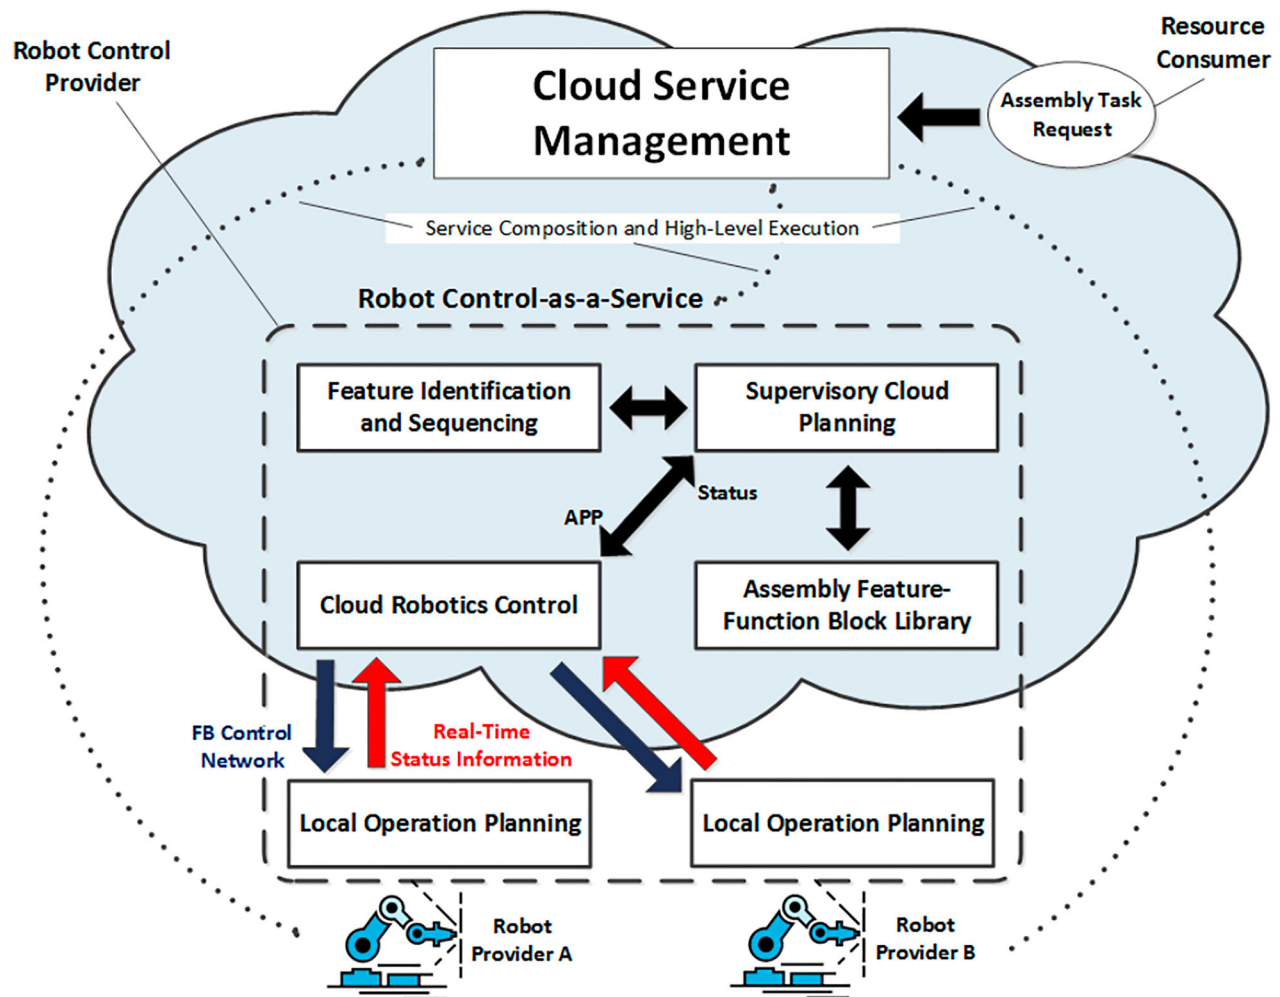 Robot Control
Provider
Cloud Service
Management
Resource
Consumer
Assembly Task
Request
Service Composition and High-Level Execution
Robot Control-as-a-Service
Feature Identification
and Sequencing
Supervisory Cloud
Planning
Status
APP
Cloud Robotics Control
Assembly Feature-
Function Block Library
FB Control
Network
Real-Time
Status Information
Local Operation Planning
Local Operation Planning
Robot
Provider A
Robot
Provider B